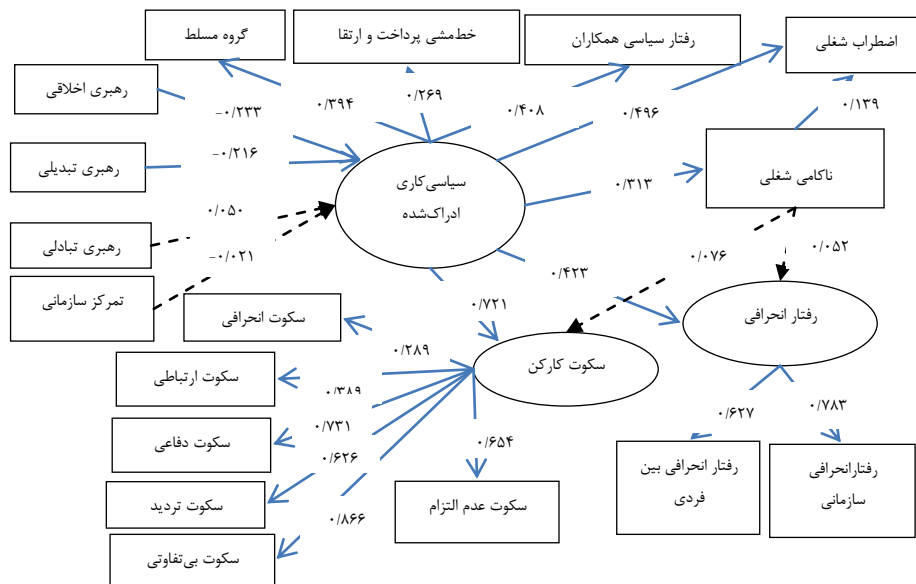 گروه مسلط
خط‌مشی پرداخت و ارتقا
رفتار سیاسی همکاران
اضطراب شغلی
رهبری اخلاقی
-۰/۲۳۳
۰/۳۹۴
۰/۲۶۹
۰/۴۰۸
۰/۴۹۶
۰/۱۳۹
رهبری تبدیلی
-۰/۲۱۶
سیاسی‌کاری
ادراک‌شده
۰/۳۱۳
ناکامی شغلی
رهبری تبادلی
۰/۰۵۰
-۰/۰۲۱
تمرکز سازمانی
۰/۷۲۱
۰/۴۲۳
۰/۰۷۶
۰/۰۵۲
سکوت انحرافی
۰/۲۸۹
سکوت کارکن
رفتار انحرافی
سکوت ارتباطی
۰/۳۸۹
سکوت دفاعی
۰/۷۳۱
۰/۶۲۶
۰/۶۵۴
۰/۶۲۷
۰/۷۸۳
سکوت تردید
۰/۸۶۶
سکوت بی‌تفاوتی
سکوت عدم التزام
رفتار انحرافی بین
فردی
رفتارانحرافی
سازمانی